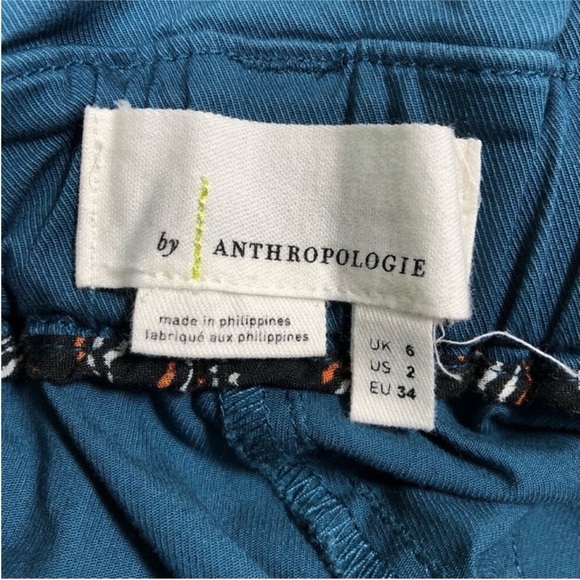 by ANTHROPOLOGIE
made in philippines
fabriqué aux philippines
UK 6
US 2
EU 34